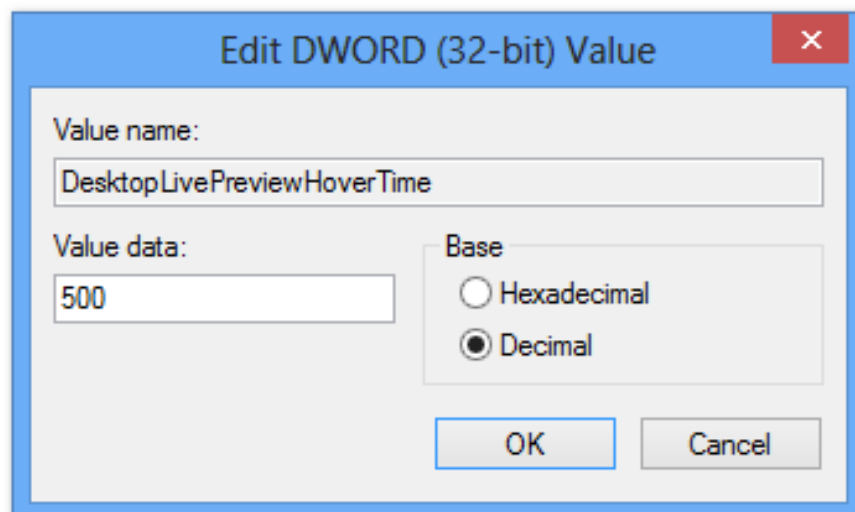 Edit DWORD (32-bit) Value
Value name:
DesktopLivePreviewHoverTime
Value data:
500
Base
Hexadecimal
Decimal
OK
Cancel